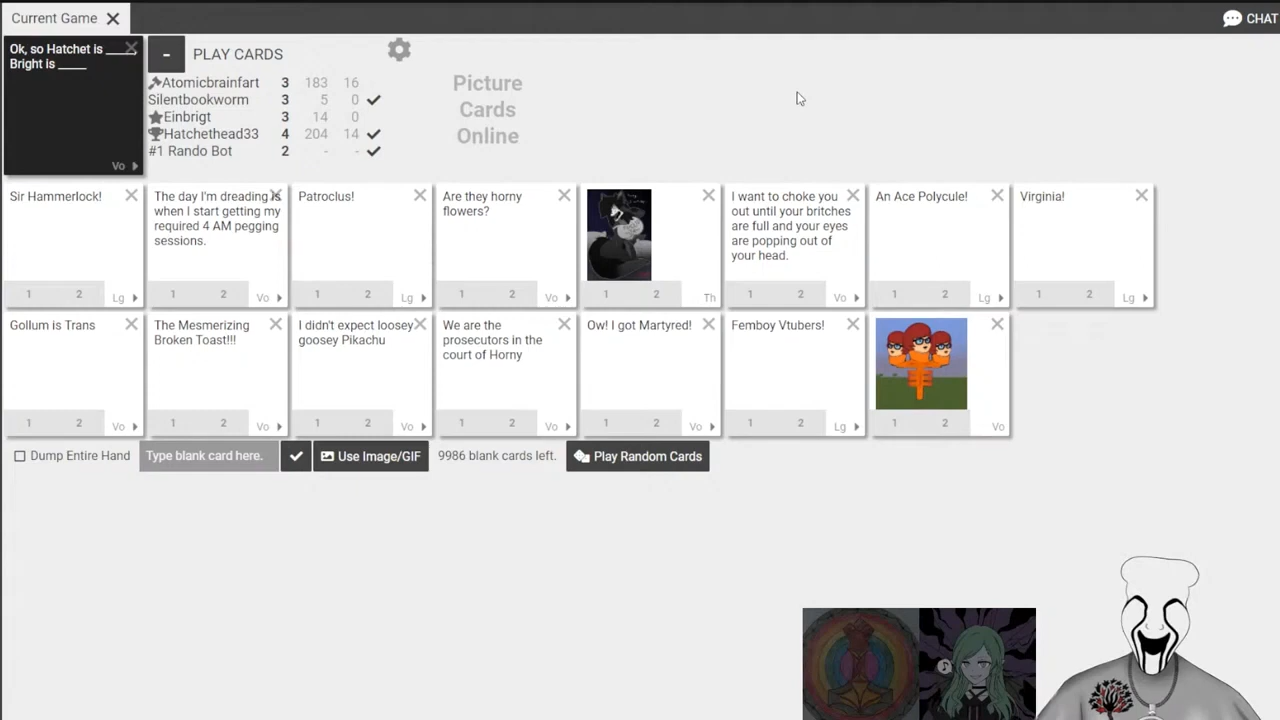 Current Game
CHAT
Ok, so Hatchet is _____,
Bright is _____
Vo
-
PLAY CARDS
Atomicbrainfart 3 183 16
Silentbookworm 3 5 0
Einbrigt 3 14 0
Hatchethead33 4 204 14
#1 Rando Bot 2 - -
Picture
Cards
Online
Sir Hammerlock!
1 2 Lg
The day I'm dreading is
when I start getting my
required 4 AM pegging
sessions.
1 2 Vo
Patroclus!
1 2 Lg
Are they horny
flowers?
1 2 Vo
1 2 Th
I want to choke you
out until your britches
are full and your eyes
are popping out of
your head.
1 2 Vo
An Ace Polycule!
1 2 Lg
Virginia!
1 2 Lg
Gollum is Trans
1 2 Vo
The Mesmerizing
Broken Toast!!!
1 2 Vo
I didn't expect loosey
goosey Pikachu
1 2 Vo
We are the
prosecutors in the
court of Horny
1 2 Vo
Ow! I got Martyred!
1 2 Vo
Femboy Vtubers!
1 2 Lg
1 2 Vo
Dump Entire Hand
Type blank card here.
Use Image/GIF
9986 blank cards left.
Play Random Cards